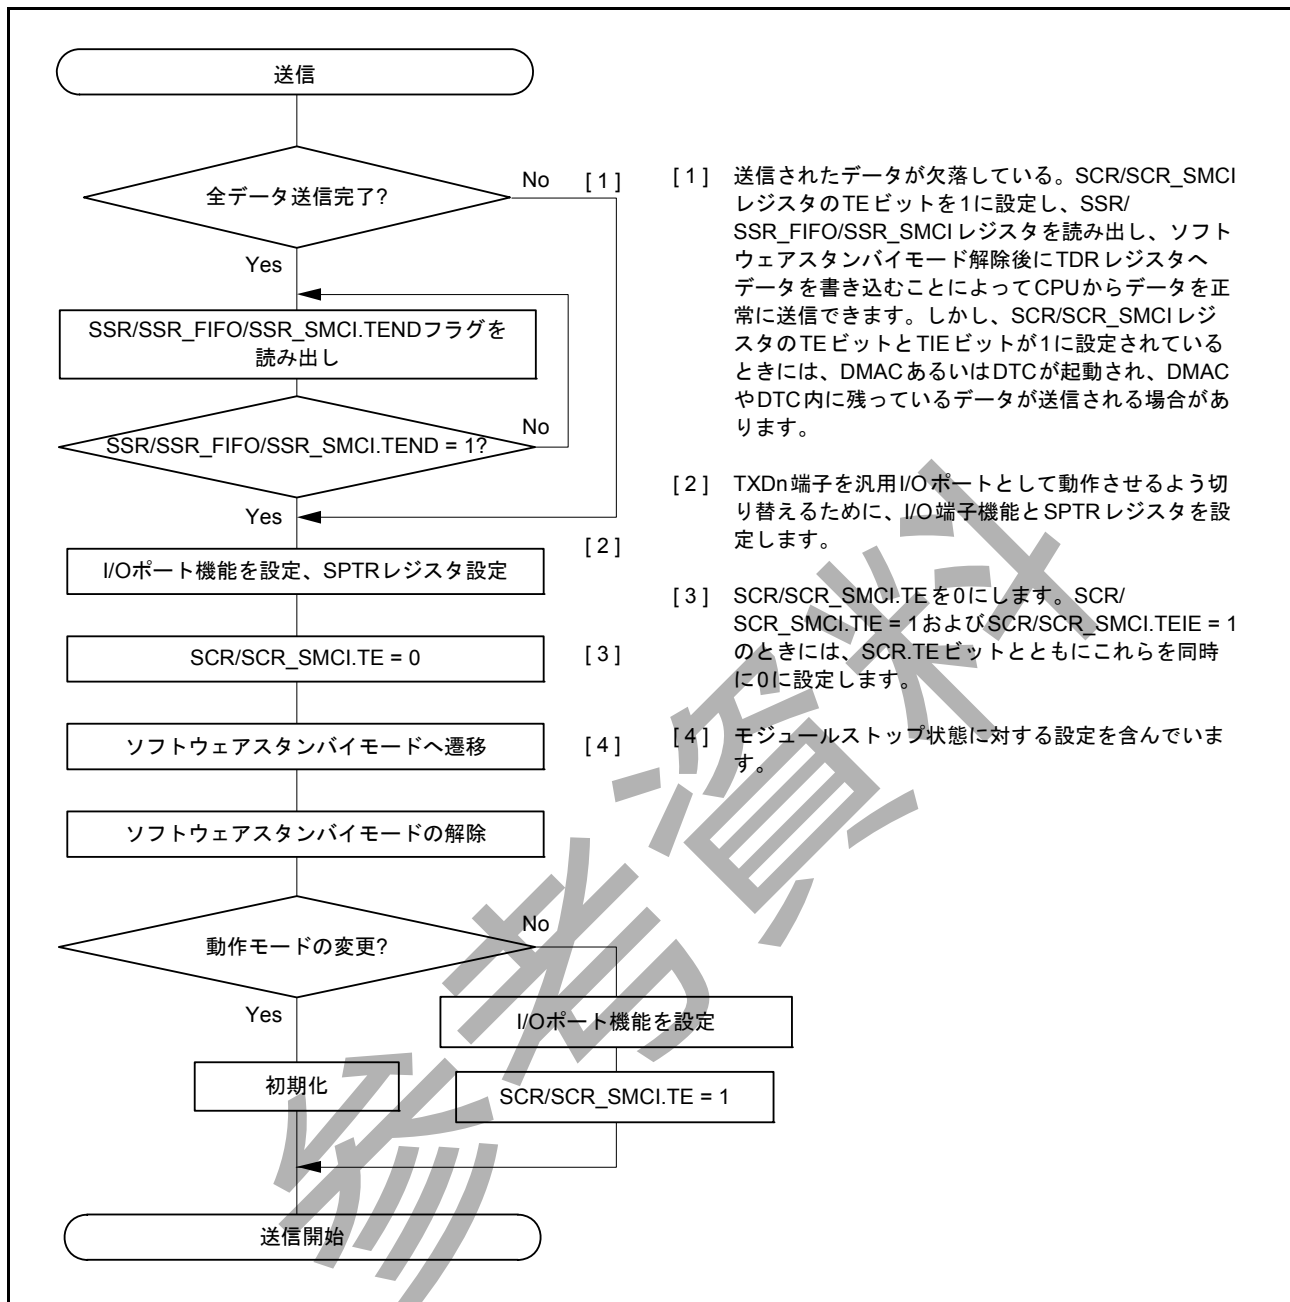 送信
全データ送信完了?
No [ 1 ]
Yes
SSR/SSR_FIFO/SSR_SMCI.TENDフラグを
読み出し
SSR/SSR_FIFO/SSR_SMCI.TEND = 1?
No
Yes
[ 2 ]
I/Oポート機能を設定、SPTRレジスタ設定
SCR/SCR_SMCI.TE = 0
[ 3 ]
ソフトウェアスタンバイモードへ遷移
[ 4 ]
ソフトウェアスタンバイモードの解除
動作モードの変更?
No
Yes
I/Oポート機能を設定
初期化
SCR/SCR_SMCI.TE = 1
送信開始
[ 1 ] 送信されたデータが欠落している。SCR/SCR_SMCI
レジスタのTEビットを1に設定し、SSR/
SSR_FIFO/SSR_SMCIレジスタを読み出し、ソフト
ウェアスタンバイモード解除後にTDRレジスタへ
データを書き込むことによってCPUからデータを正
常に送信できます。しかし、SCR/SCR_SMCIレジ
スタのTEビットとTIEビットが1に設定されている
ときには、DMACあるいはDTCが起動され、DMAC
やDTC内に残っているデータが送信される場合があ
ります。
[ 2 ] TXDn端子を汎用I/Oポートとして動作させるよう切
り替えるために、I/O端子機能とSPTRレジスタを設
定します。
[ 3 ] SCR/SCR_SMCI.TEを0にします。SCR/
SCR_SMCI.TIE = 1およびSCR/SCR_SMCI.TEIE = 1
のときには、SCR.TEビットとともにこれらを同時
に0に設定します。
[ 4 ] モジュールストップ状態に対する設定を含んでいま
す。
参考資料